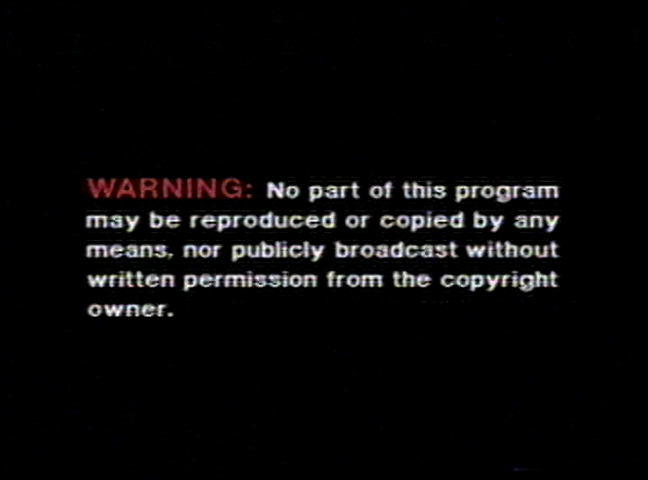 WARNING: No part of this program
may be reproduced or copied by any
means, nor publicly broadcast without
written permission from the copyright
owner.